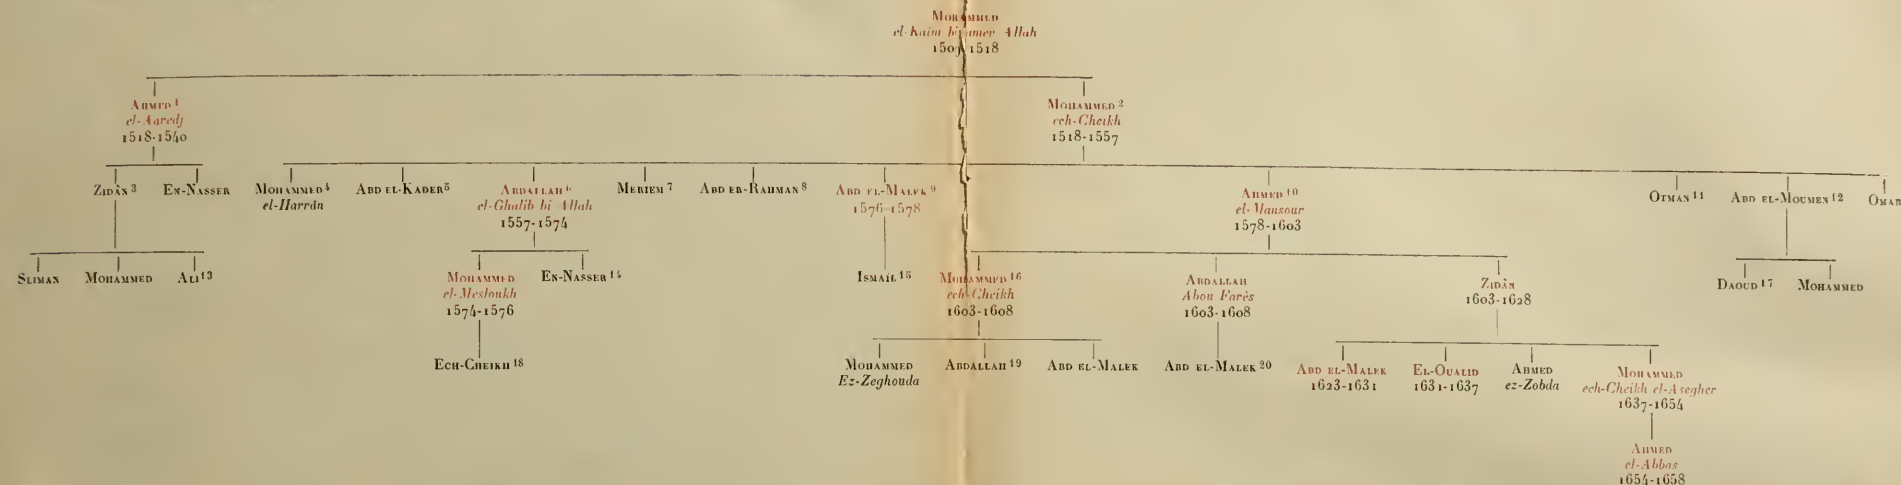 MOHAMMED
el-Kaim bi amer Allah
1509-1518
AHMED 1
el-Aaredj
1518-1540
MOHAMMED 2
ech-Cheikh
1518-1557
ZIDÂN 3
EN-NASSER
MOHAMMED 4
el-Harrân
ABD EL-KADER 5
ABDALLAH 6
el-Ghalib bi Allah
1557-1574
MERIEM 7
ABD ER-RAHMAN 8
ABD EL-MALEK 9
1576-1578
AHMED 10
el-Mansour
1578-1603
OTMAN 11
ABD EL-MOUMEN 12
OMAR
SLIMAN
MOHAMMED
ALI 13
MOHAMMED
el-Mesloukh
1574-1576
EN-NASSER 14
ISMAÏL 15
MOHAMMED 16
ech-Cheikh
1603-1608
ABDALLAH
Abou Farès
1603-1608
ZIDÂN
1603-1628
DAOUD 17
MOHAMMED
ECH-CHEIKH 18
MOHAMMED
Ez-Zeghouda
ABDALLAH 19
ABD EL-MALEK
ABD EL-MALEK 20
ABD EL-MALEK
1623-1631
EL-OUALID
1631-1637
AHMED
ez-Zobda
MOHAMMED
ech-Cheikh el-Asegher
1637-1654
AHMED
el-Abbas
1654-1658